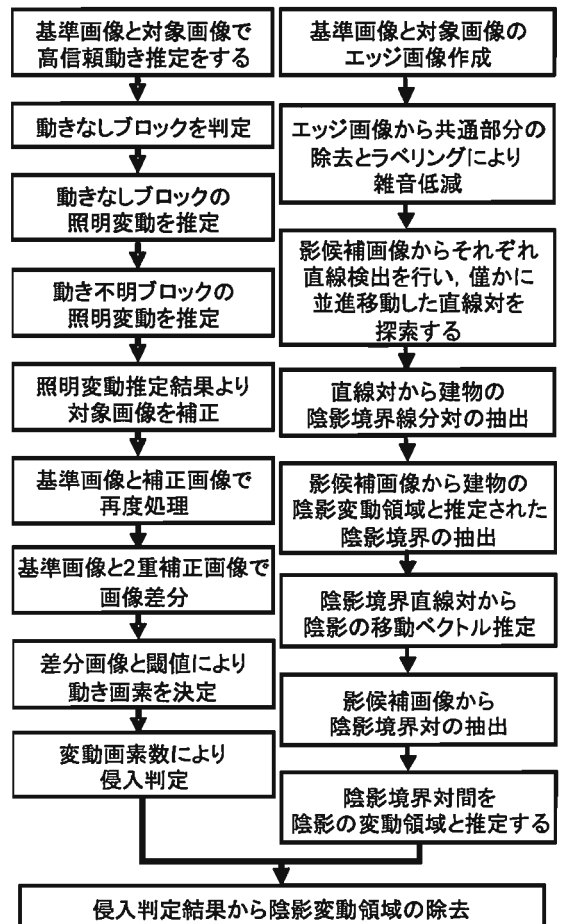 基準画像と対象画像で
高信頼動き推定をする
動きなしブロックを判定
動きなしブロックの
照明変動を推定
動き不明ブロックの
照明変動を推定
照明変動推定結果より
対象画像を補正
基準画像と補正画像で
再度処理
基準画像と2重補正画像で
画像差分
差分画像と閾値により
動き画素を決定
変動画素数により
侵入判定
基準画像と対象画像の
エッジ画像作成
エッジ画像から共通部分の
除去とラベリングにより
雑音低減
影候補画像からそれぞれ
直線検出を行い, 僅かに
並進移動した直線対を
探索する
直線対から建物の
陰影境界線分対の抽出
影候補画像から建物の
陰影変動領域と推定された
陰影境界の抽出
陰影境界直線対から
陰影の移動ベクトル推定
影候補画像から
陰影境界対の抽出
陰影境界対間を
陰影の変動領域と推定する
侵入判定結果から陰影変動領域の除去